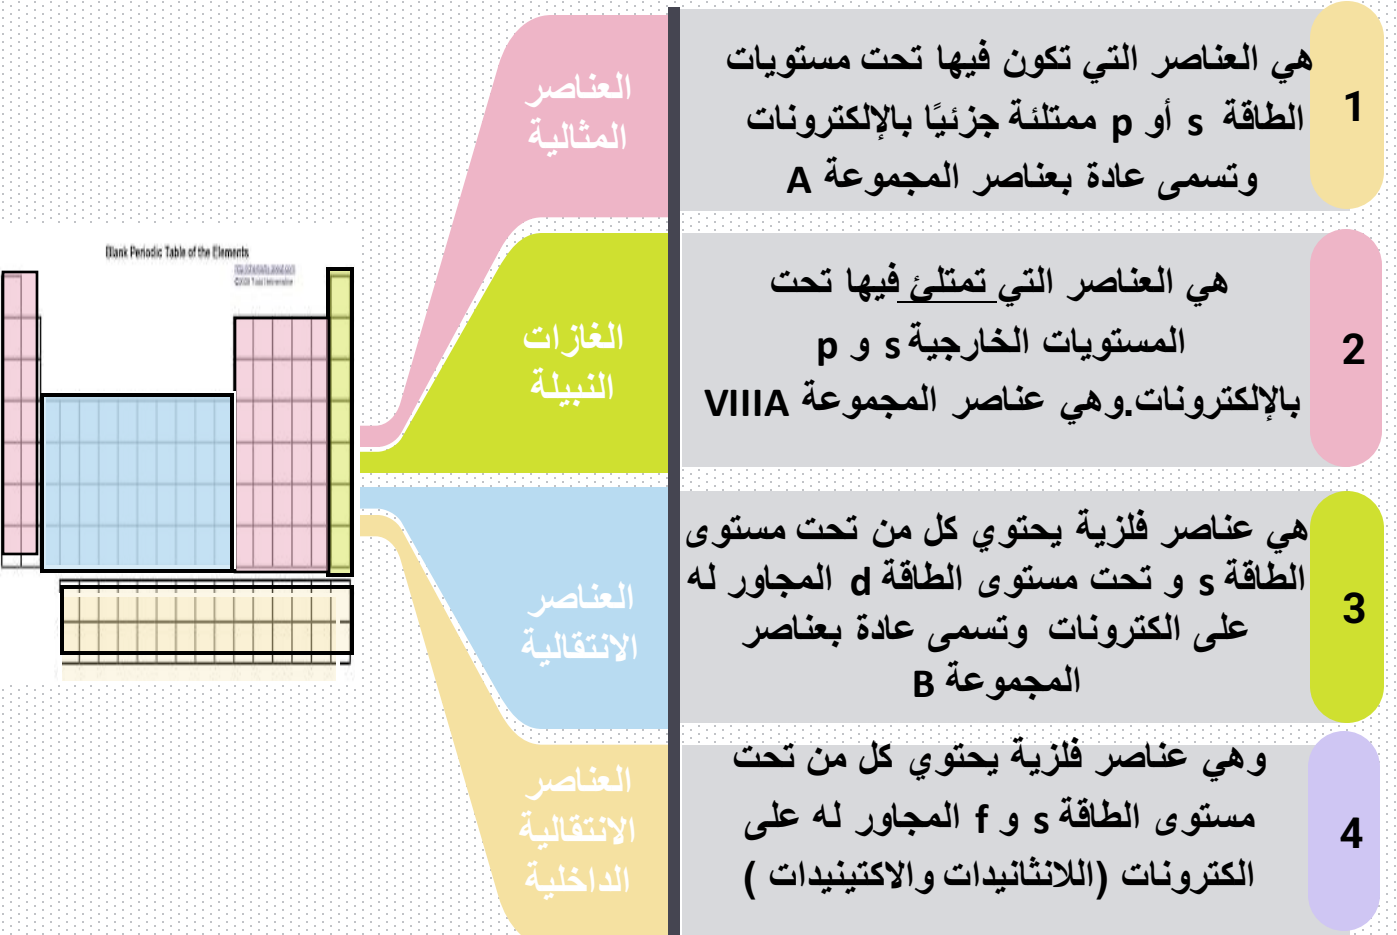 هي العناصر التي تكون فيها تحت مستويات
الطاقة s أو p ممتلئة جزئيًا بالإلكترونات
وتسمى عادة بعناصر المجموعة A
1
العناصر
المثالية
هي العناصر التي تمتلئ فيها تحت
المستويات الخارجية s و p
بالإلكترونات.وهي عناصر المجموعة VIIIA
2
الغازات
النبيلة
هي عناصر فلزية يحتوي كل من تحت مستوى
الطاقة s و تحت مستوى الطاقة d المجاور له
على الكترونات وتسمى عادة بعناصر
المجموعة B
3
العناصر
الانتقالية
وهي عناصر فلزية يحتوي كل من تحت
مستوى الطاقة s و f المجاور له على
الكترونات (اللانثانيدات والاكتينيدات )
4
العناصر
الانتقالية
الداخلية
Blank Periodic Table of the Elements